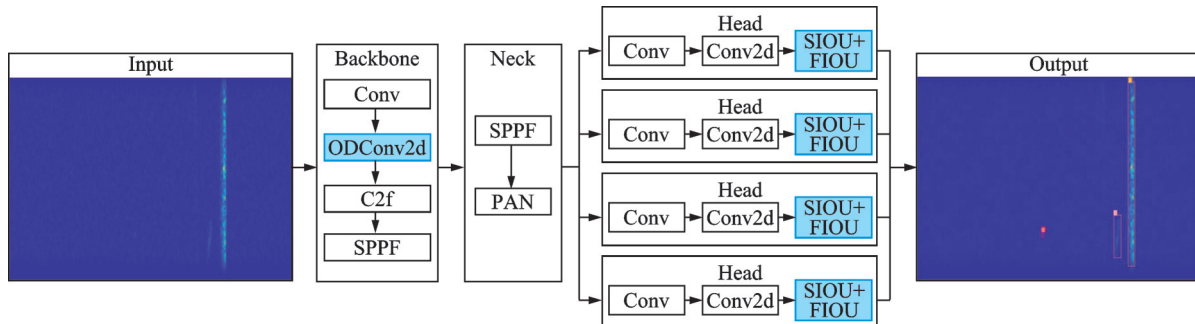 Input
Backbone
Conv
ODConv2d
C2f
SPPF
Neck
SPPF
PAN
Head
Conv
Conv2d
SIOU+
FIOU
Head
Conv
Conv2d
SIOU+
FIOU
Head
Conv
Conv2d
SIOU+
FIOU
Head
Conv
Conv2d
SIOU+
FIOU
Output